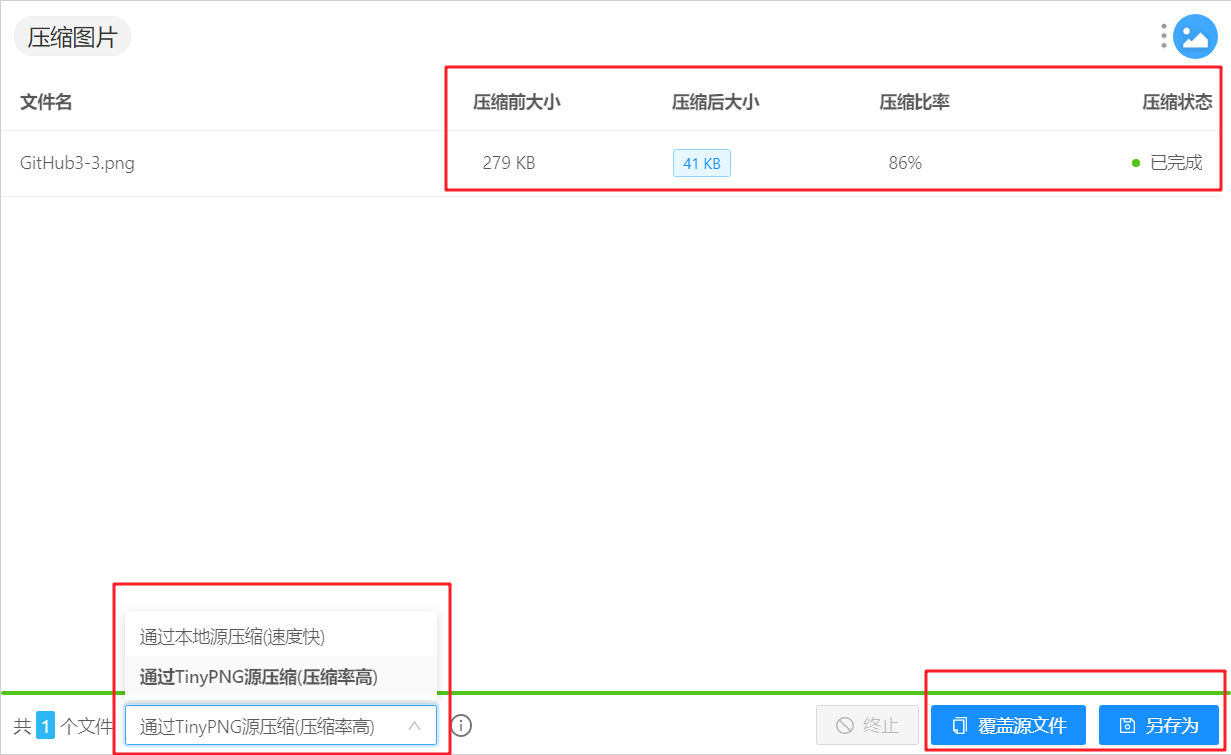 压缩图片
文件名 压缩前大小 压缩后大小 压缩比率 压缩状态
GitHub3-3.png 279 KB 41 KB 86% 已完成
通过本地源压缩(速度快)
通过TinyPNG源压缩(压缩率高)
共 1 个文件 通过TinyPNG源压缩(压缩率高) 终止 覆盖源文件 另存为